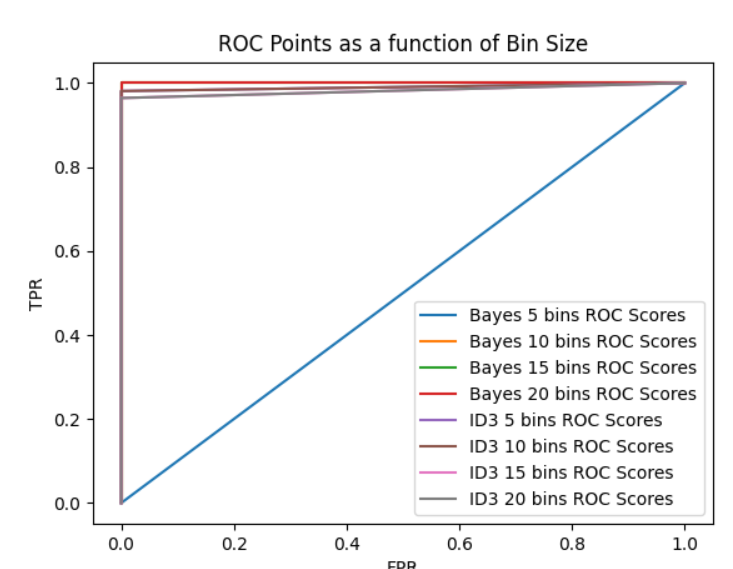 ROC Points as a function of Bin Size
1.0
0.8
0.6
0.4
0.2
0.0
TPR
Bayes 5 bins ROC Scores
Bayes 10 bins ROC Scores
Bayes 15 bins ROC Scores
Bayes 20 bins ROC Scores
ID3 5 bins ROC Scores
ID3 10 bins ROC Scores
ID3 15 bins ROC Scores
ID3 20 bins ROC Scores
0.0 0.2 0.4 0.6 0.8 1.0
FPR